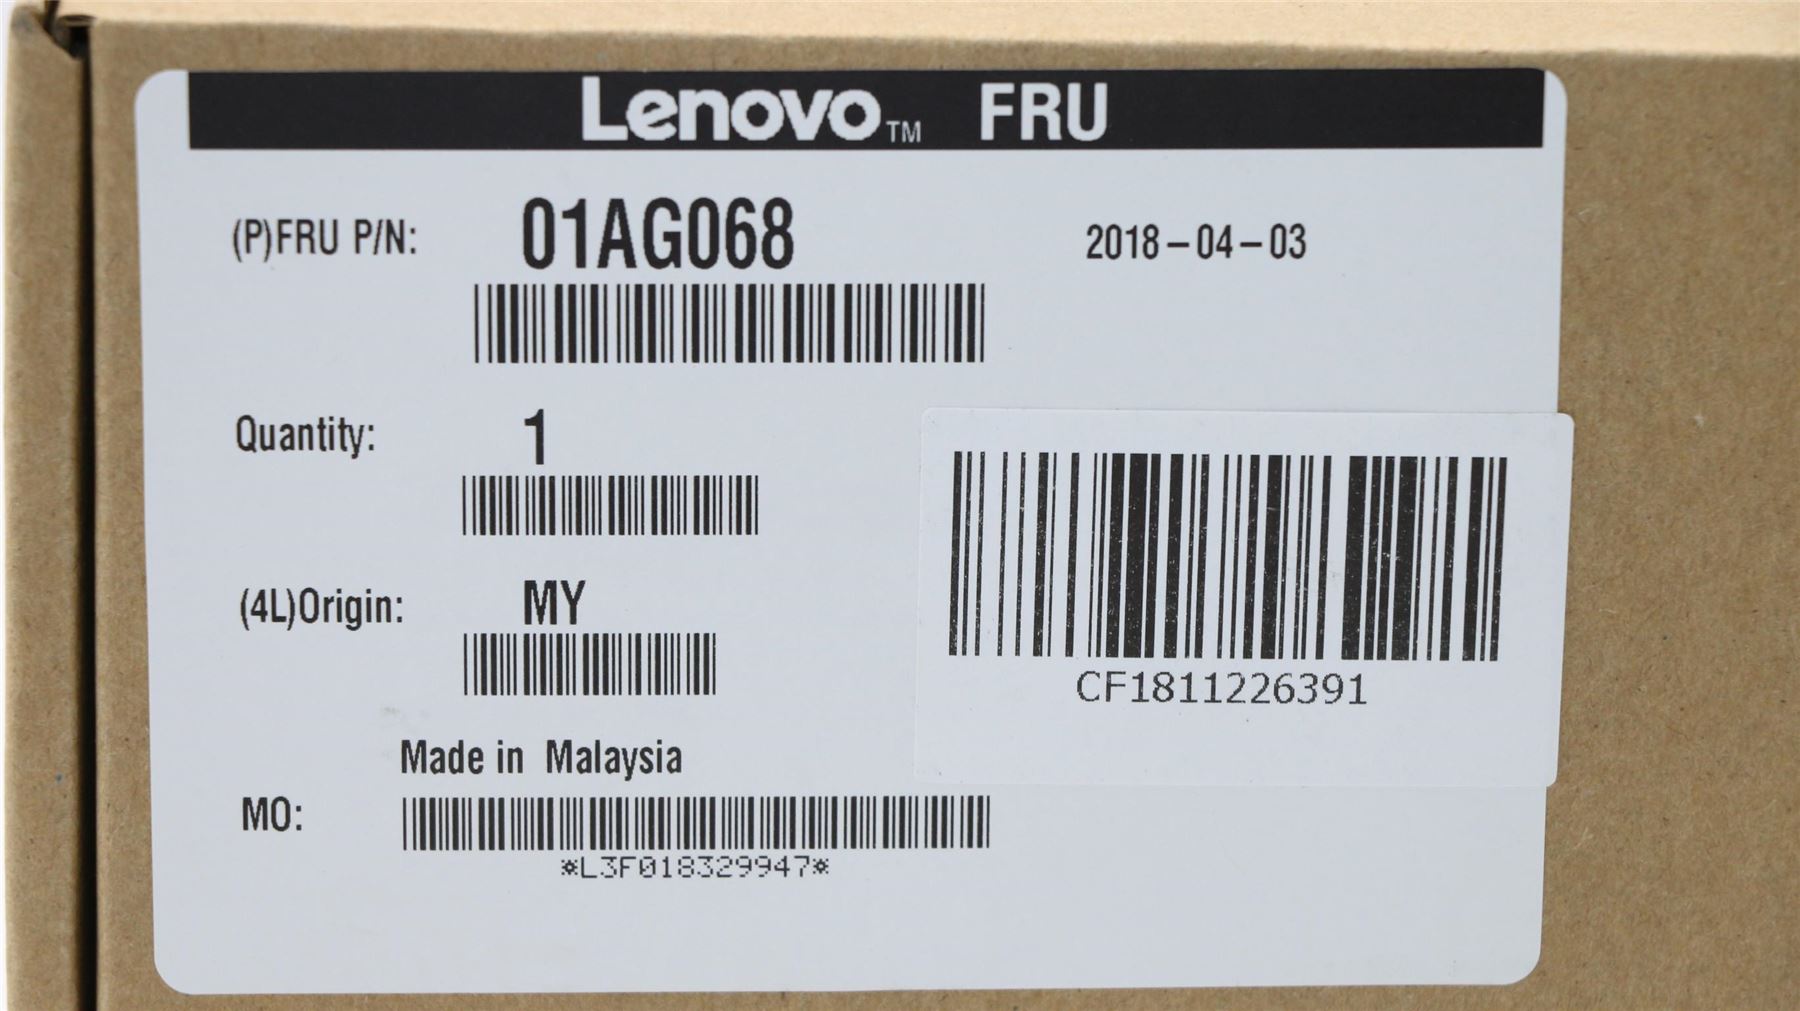 Lenovo™ FRU
(P)FRU P/N: 01AG068 2018-04-03
Quantity: 1
(4L)Origin: MY
CF1811226391
Made in Malaysia
MO:
*L3F018329947*